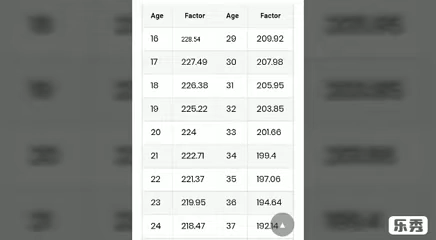 Age Factor Age Factor
16 228.54 29 209.92
17 227.49 30 207.98
18 226.38 31 205.95
19 225.22 32 203.85
20 224 33 201.66
21 222.71 34 199.4
22 221.37 35 197.06
23 219.95 36 194.64
24 218.47 37 192.14
乐秀